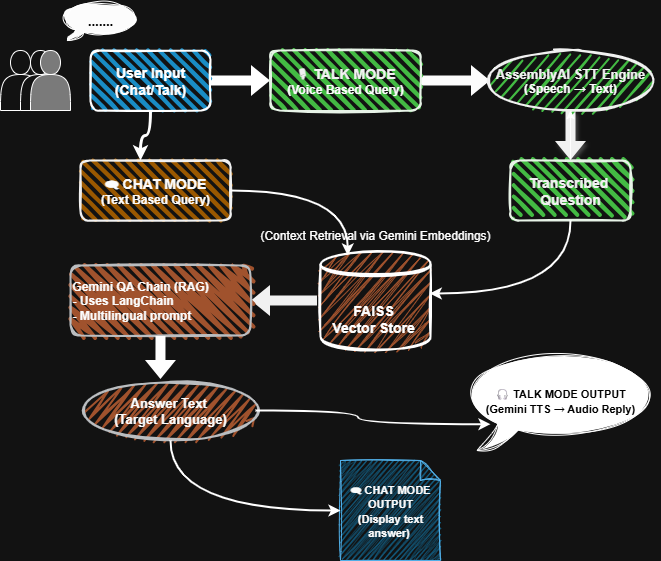 .......
User Input
(Chat/Talk)
🎙 TALK MODE
(Voice Based Query)
AssemblyAI STT Engine
(Speech → Text)
🗨 CHAT MODE
(Text Based Query)
Transcribed
Question
(Context Retrieval via Gemini Embeddings)
FAISS
Vector Store
Gemini QA Chain (RAG)
- Uses LangChain
- Multilingual prompt
Answer Text
(Target Language)
🎧 TALK MODE OUTPUT
(Gemini TTS → Audio Reply)
🗨 CHAT MODE
OUTPUT
(Display text
answer)